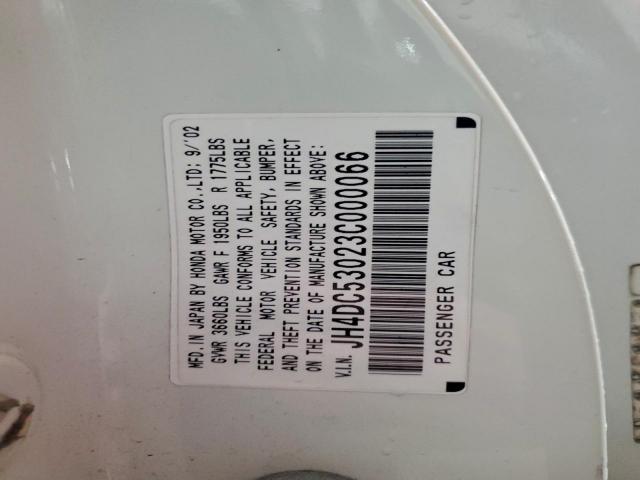 MFD. IN JAPAN BY HONDA MOTOR CO.,LTD; 9/'02
GVWR 3660LBS GAWR F 1950LBS R 1775LBS
THIS VEHICLE CONFORMS TO ALL APPLICABLE
FEDERAL MOTOR VEHICLE SAFETY, BUMPER,
AND THEFT PREVENTION STANDARDS IN EFFECT
ON THE DATE OF MANUFACTURE SHOWN ABOVE:
V.I.N. JH4DC53023C000066
PASSENGER CAR